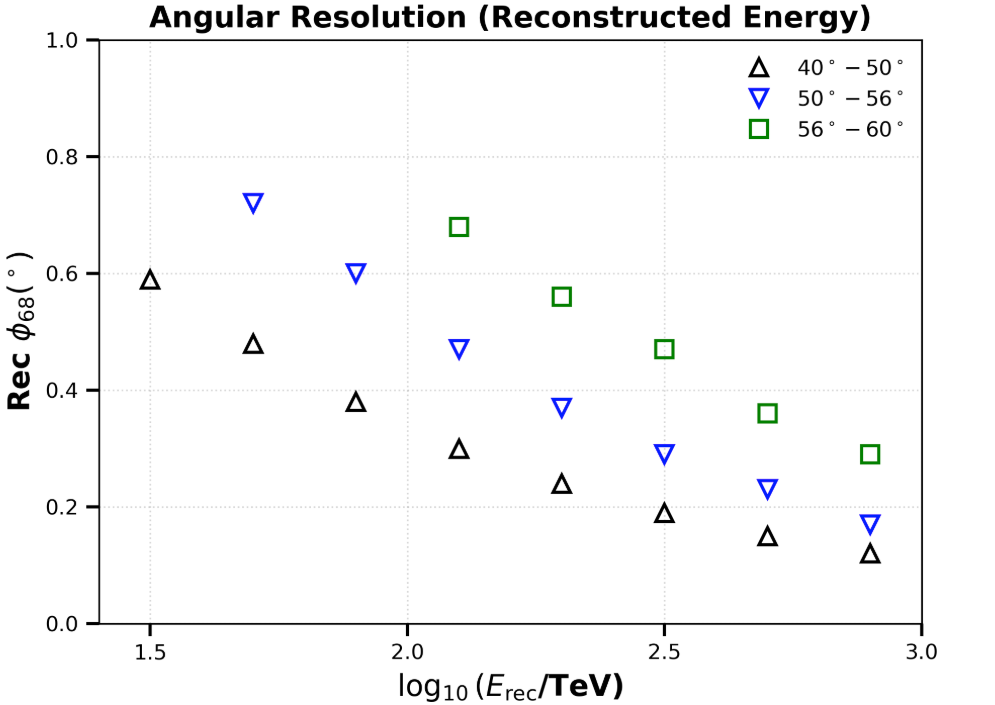 Angular Resolution (Reconstructed Energy)
40° − 50°
50° − 56°
56° − 60°
1.0
0.8
0.6
0.4
0.2
0.0
Rec ϕ₆₈(°)
1.5 2.0 2.5 3.0
log₁₀(E_rec/TeV)